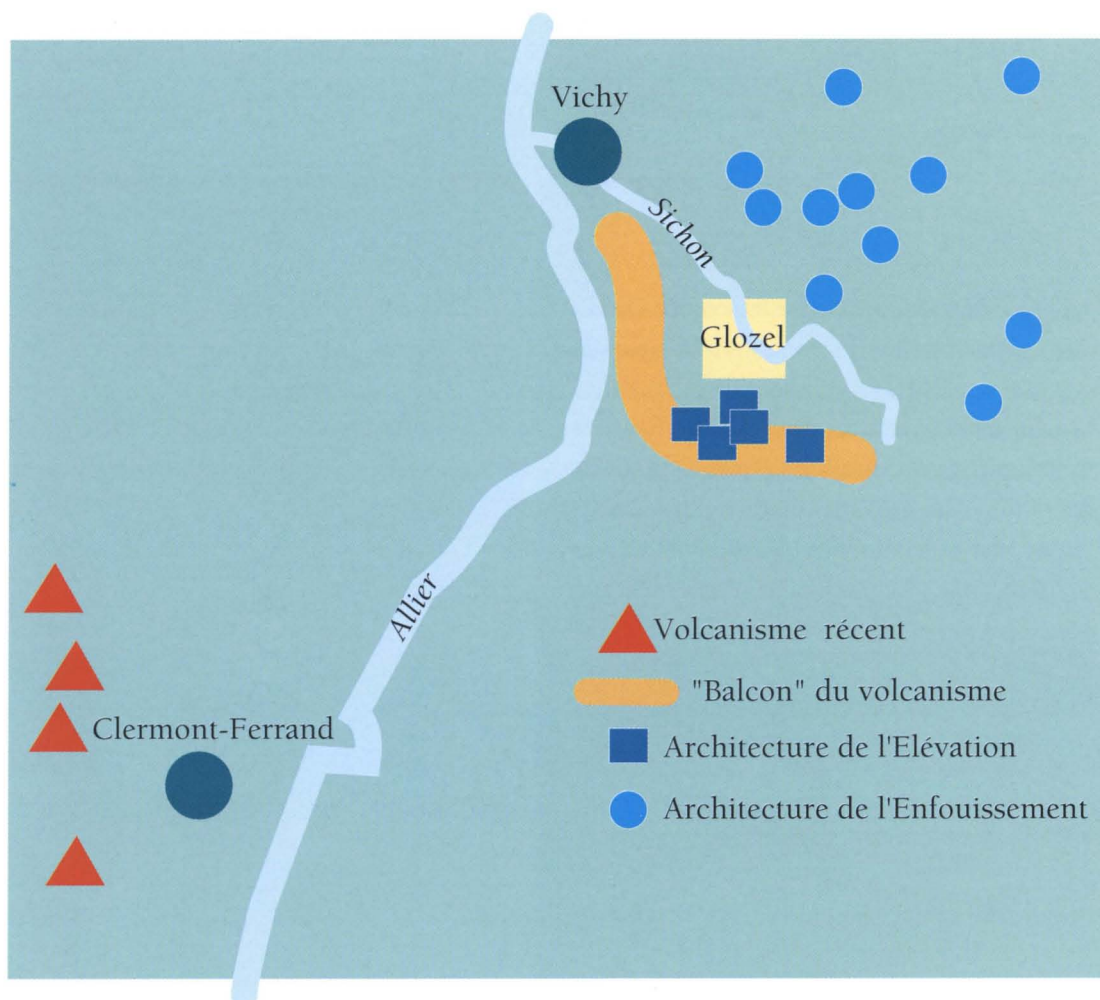 Vichy
Sichon
Glozel
Allier
Volcanisme récent
"Balcon" du volcanisme
Clermont-Ferrand
Architecture de l'Elévation
Architecture de l'Enfouissement